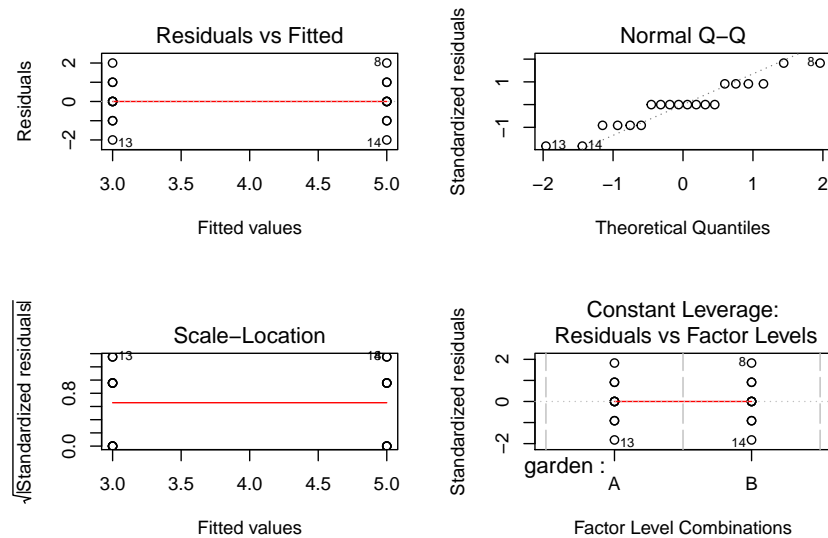 Residuals vs Fitted
Residuals
2
0
−2
8
13
14
3.0 3.5 4.0 4.5 5.0
Fitted values
Normal Q−Q
Standardized residuals
1
−1
8
13
14
−2 −1 0 1 2
Theoretical Quantiles
Scale−Location
√|Standardized residuals|
0.8
0.0
13
3.0 3.5 4.0 4.5 5.0
Fitted values
Constant Leverage:
Residuals vs Factor Levels
Standardized residuals
2
0
−2
8
13
14
garden :
A B
Factor Level Combinations